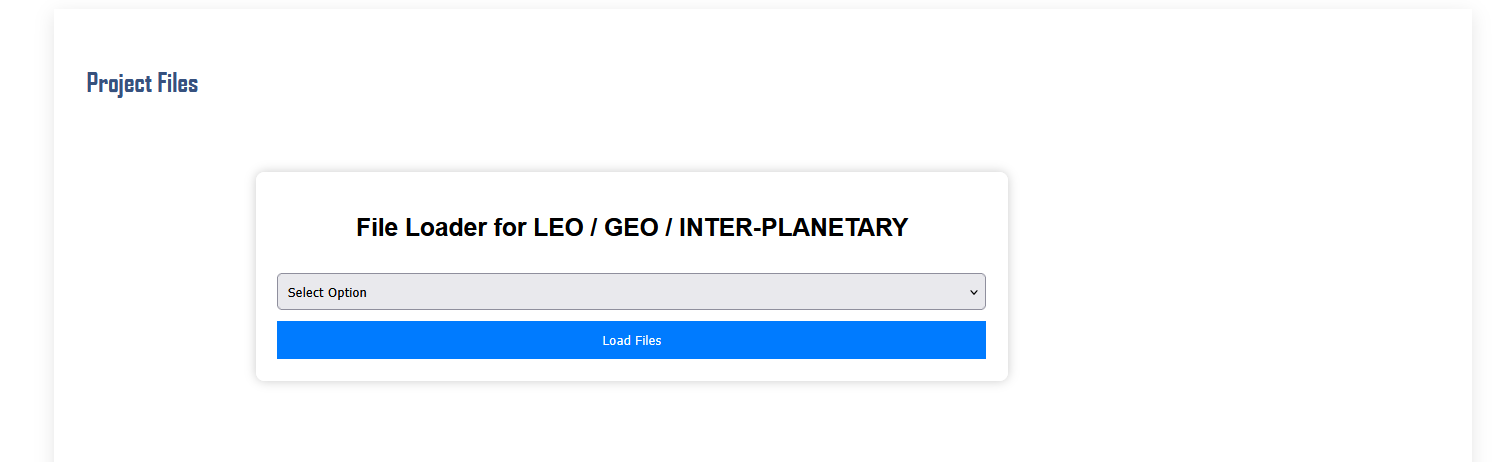 Project Files
File Loader for LEO / GEO / INTER-PLANETARY
Select Option
Load Files